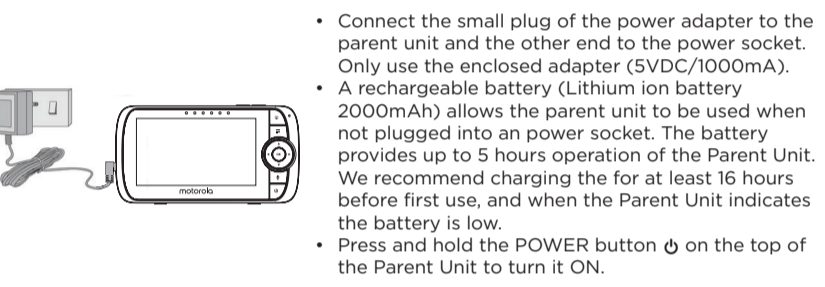 • Connect the small plug of the power adapter to the
parent unit and the other end to the power socket.
Only use the enclosed adapter (5VDC/1000mA).
• A rechargeable battery (Lithium ion battery
2000mAh) allows the parent unit to be used when
not plugged into an power socket. The battery
provides up to 5 hours operation of the Parent Unit.
We recommend charging the for at least 16 hours
before first use, and when the Parent Unit indicates
the battery is low.
• Press and hold the POWER button ⏻ on the top of
the Parent Unit to turn it ON.
motorola